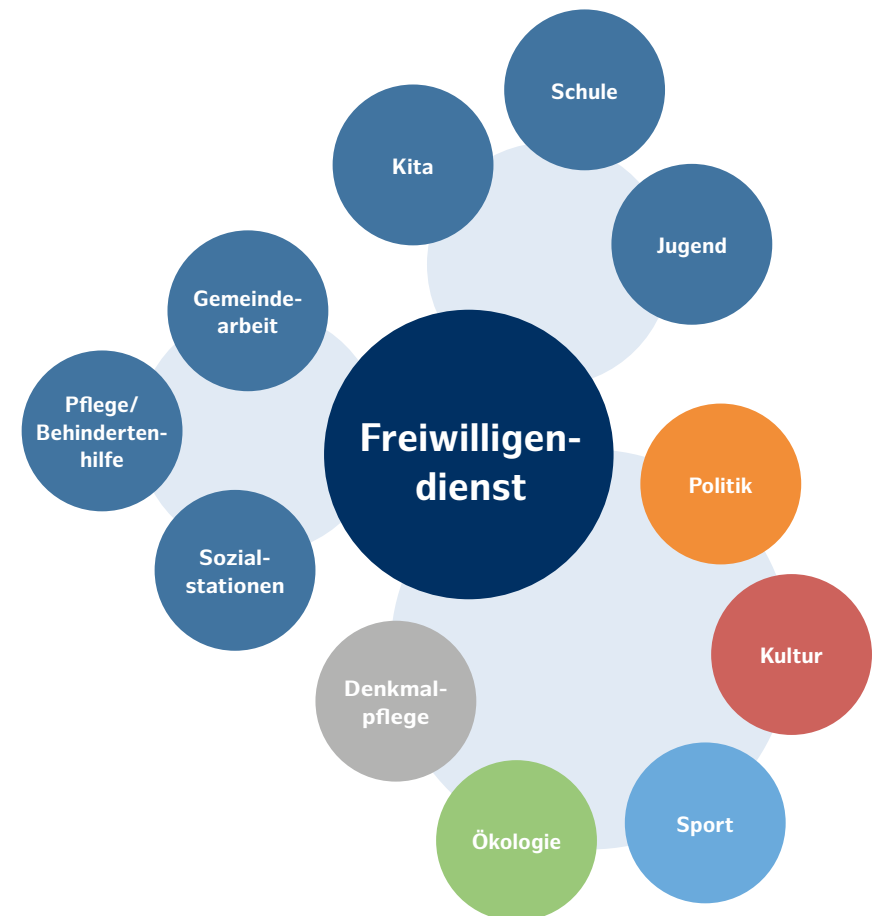 Schule
Kita
Jugend
Gemeinde-
arbeit
Pflege/
Behinderten-
hilfe
Freiwilligen-
dienst
Politik
Sozial-
stationen
Kultur
Denkmal-
pflege
Sport
Ökologie